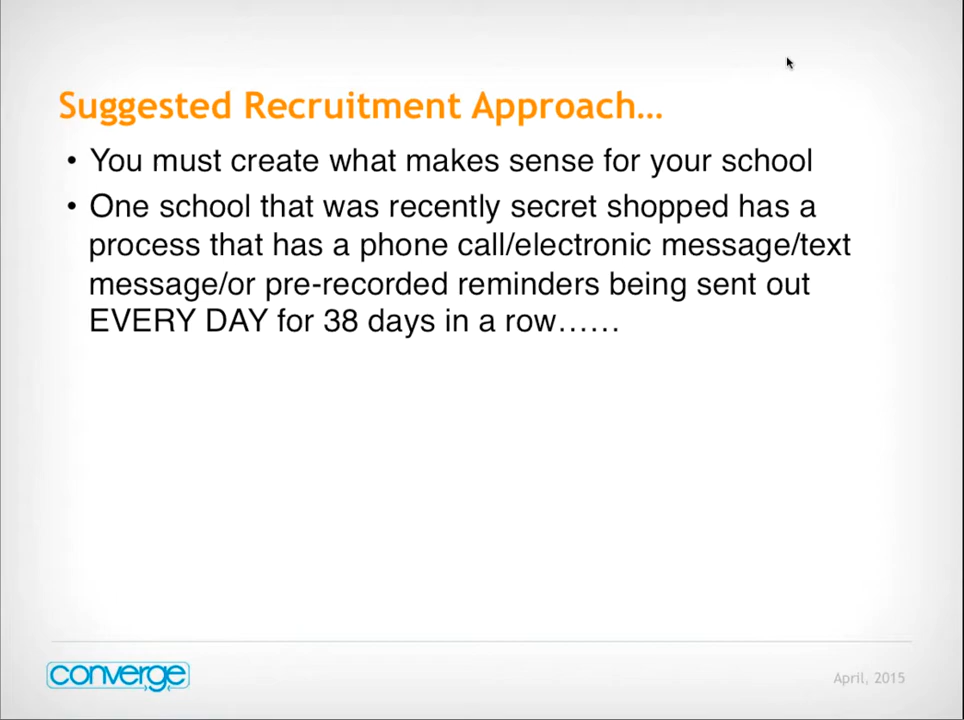 Suggested Recruitment Approach…
• You must create what makes sense for your school
• One school that was recently secret shopped has a
process that has a phone call/electronic message/text
message/or pre-recorded reminders being sent out
EVERY DAY for 38 days in a row……
converge
April, 2015